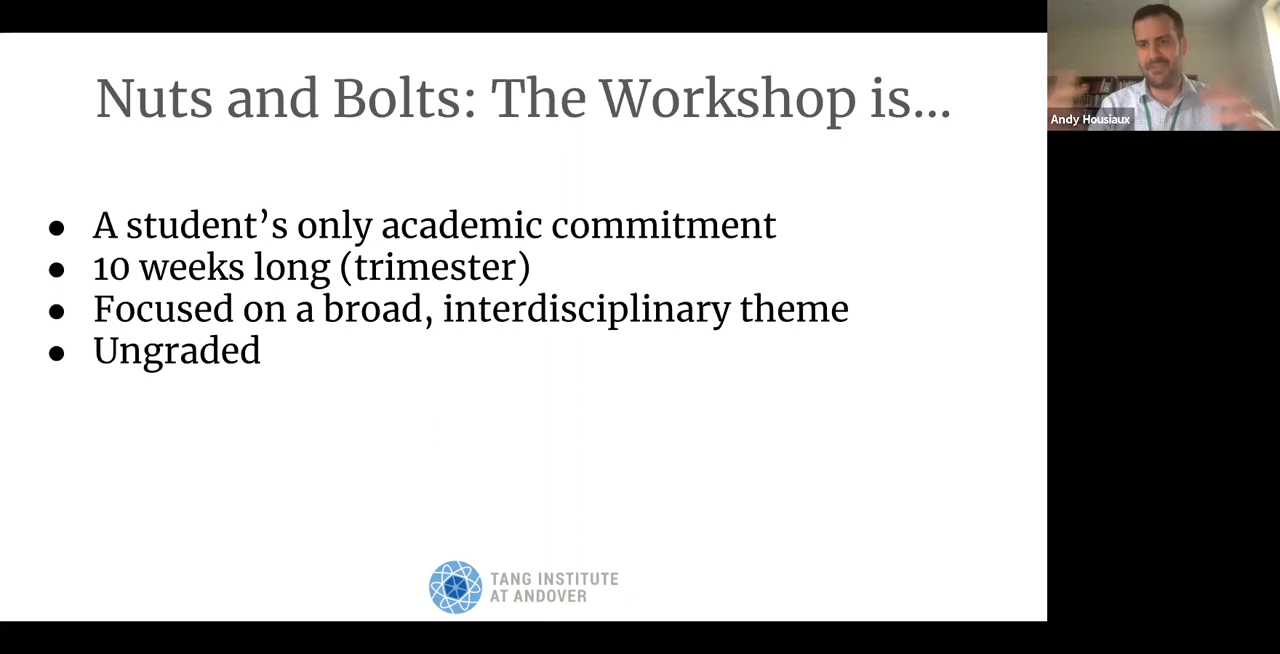 Nuts and Bolts: The Workshop is...
Andy Housiaux
● A student’s only academic commitment
● 10 weeks long (trimester)
● Focused on a broad, interdisciplinary theme
● Ungraded
TANG INSTITUTE
AT ANDOVER